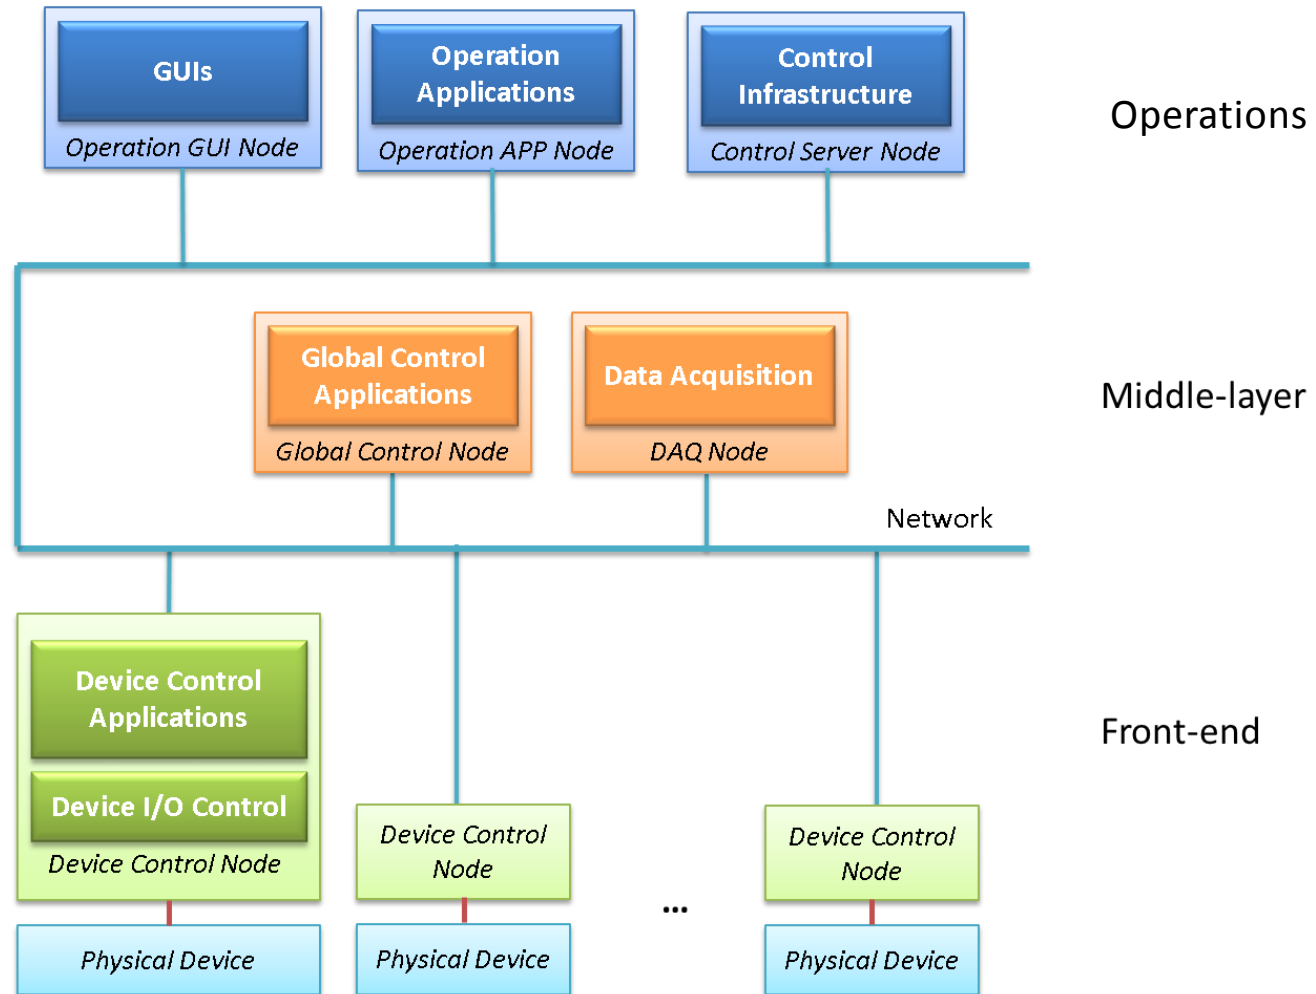 GUIs
Operation GUI Node
Operation
Applications
Operation APP Node
Control
Infrastructure
Control Server Node
Operations
Global Control
Applications
Global Control Node
Data Acquisition
DAQ Node
Middle-layer
Network
Device Control
Applications
Device I/O Control
Device Control Node
Physical Device
Device Control
Node
Physical Device
...
Device Control
Node
Physical Device
Front-end